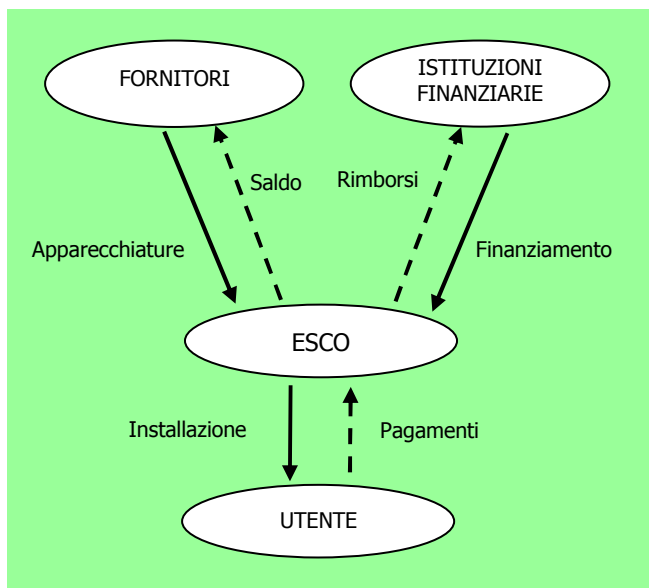 FORNITORI
ISTITUZIONI
FINANZIARIE
Saldo
Rimborsi
Apparecchiature
Finanziamento
ESCO
Installazione
Pagamenti
UTENTE